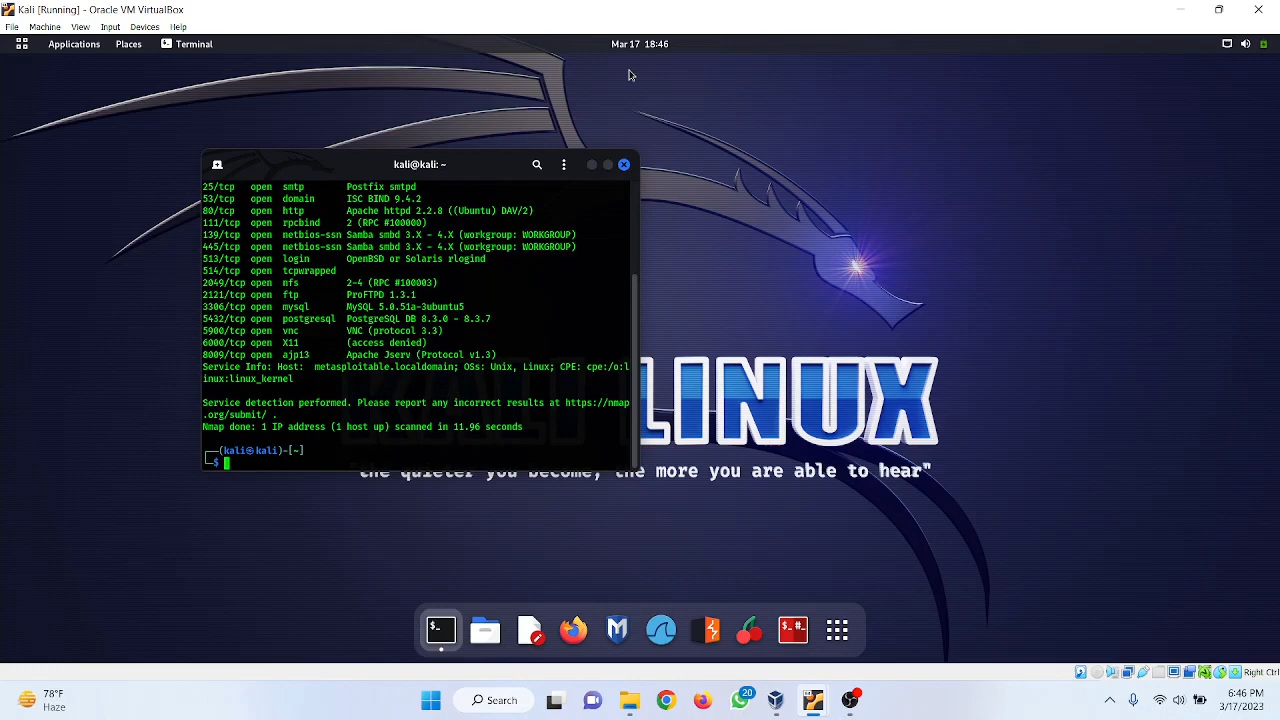 Kali [Running] - Oracle VM VirtualBox
File Machine View Input Devices Help
Applications Places Terminal Mar 17 18:46
kali@kali: ~
25/tcp open smtp Postfix smtpd
53/tcp open domain ISC BIND 9.4.2
80/tcp open http Apache httpd 2.2.8 ((Ubuntu) DAV/2)
111/tcp open rpcbind 2 (RPC #100000)
139/tcp open netbios-ssn Samba smbd 3.X - 4.X (workgroup: WORKGROUP)
445/tcp open netbios-ssn Samba smbd 3.X - 4.X (workgroup: WORKGROUP)
513/tcp open login OpenBSD or Solaris rlogind
514/tcp open tcpwrapped
2049/tcp open nfs 2-4 (RPC #100003)
2121/tcp open ftp ProFTPD 1.3.1
3306/tcp open mysql MySQL 5.0.51a-3ubuntu5
5432/tcp open postgresql PostgreSQL DB 8.3.0 - 8.3.7
5900/tcp open vnc VNC (protocol 3.3)
6000/tcp open X11 (access denied)
8009/tcp open ajp13 Apache Jserv (Protocol v1.3)
Service Info: Host: metasploitable.localdomain; OSs: Unix, Linux; CPE: cpe:/o:l
inux:linux_kernel
Service detection performed. Please report any incorrect results at https://nmap
.org/submit/ .
Nmap done: 1 IP address (1 host up) scanned in 11.96 seconds
┌──(kali㉿kali)-[~]
└─$
LINUX
"the quieter you become, the more you are able to hear"
$_
$_#_
Right Ctrl
78°F
Haze
Search
20
6:46 PM
3/17/2023